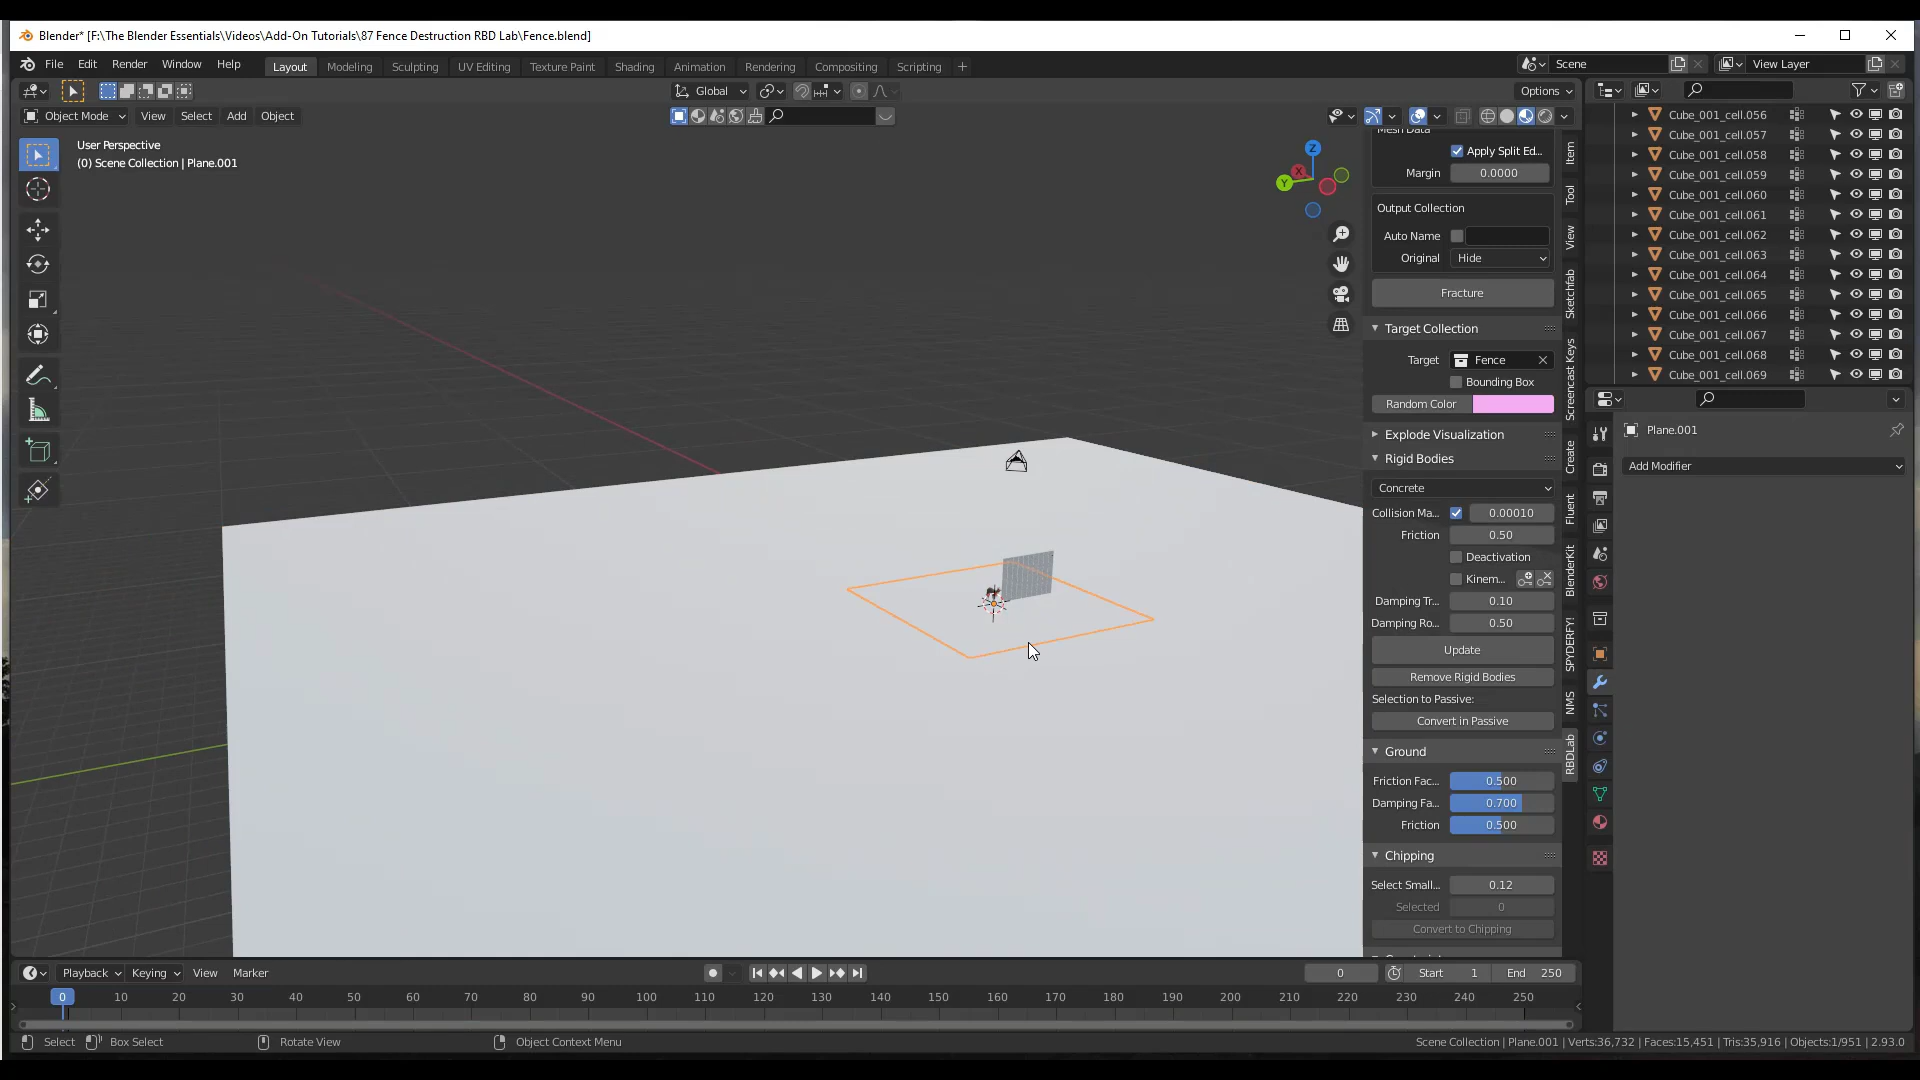 Blender* [F:\The Blender Essentials\Videos\Add-On Tutorials\87 Fence Destruction RBD Lab\Fence.blend]
File Edit Render Window Help
Layout Modeling Sculpting UV Editing Texture Paint Shading Animation Rendering Compositing Scripting +
Scene
View Layer
Global
Options
Object Mode View Select Add Object
User Perspective
(0) Scene Collection | Plane.001
Z
X
Y
Mesh Data
Apply Split Ed...
Margin 0.0000
Output Collection
Auto Name
Original Hide
Fracture
Target Collection
Target Fence
Bounding Box
Random Color
Explode Visualization
Rigid Bodies
Concrete
Collision Ma... 0.00010
Friction 0.50
Deactivation
Kinem...
Damping Tr... 0.10
Damping Ro... 0.50
Update
Remove Rigid Bodies
Selection to Passive:
Convert in Passive
Ground
Friction Fac... 0.500
Damping Fa... 0.700
Friction 0.500
Chipping
Select Small... 0.12
Selected 0
Convert to Chipping
Item
Tool
View
Sketchfab
Screencast Keys
Create
Fluent
BlenderKit
SPYDERFY!
NMS
RBDLab
Cube_001_cell.056
Cube_001_cell.057
Cube_001_cell.058
Cube_001_cell.059
Cube_001_cell.060
Cube_001_cell.061
Cube_001_cell.062
Cube_001_cell.063
Cube_001_cell.064
Cube_001_cell.065
Cube_001_cell.066
Cube_001_cell.067
Cube_001_cell.068
Cube_001_cell.069
Plane.001
Add Modifier
Playback Keying View Marker
0 Start 1 End 250
0 10 20 30 40 50 60 70 80 90 100 110 120 130 140 150 160 170 180 190 200 210 220 230 240 250
Select Box Select Rotate View Object Context Menu
Scene Collection | Plane.001 | Verts:36,732 | Faces:15,451 | Tris:35,916 | Objects:1/951 | 2.93.0